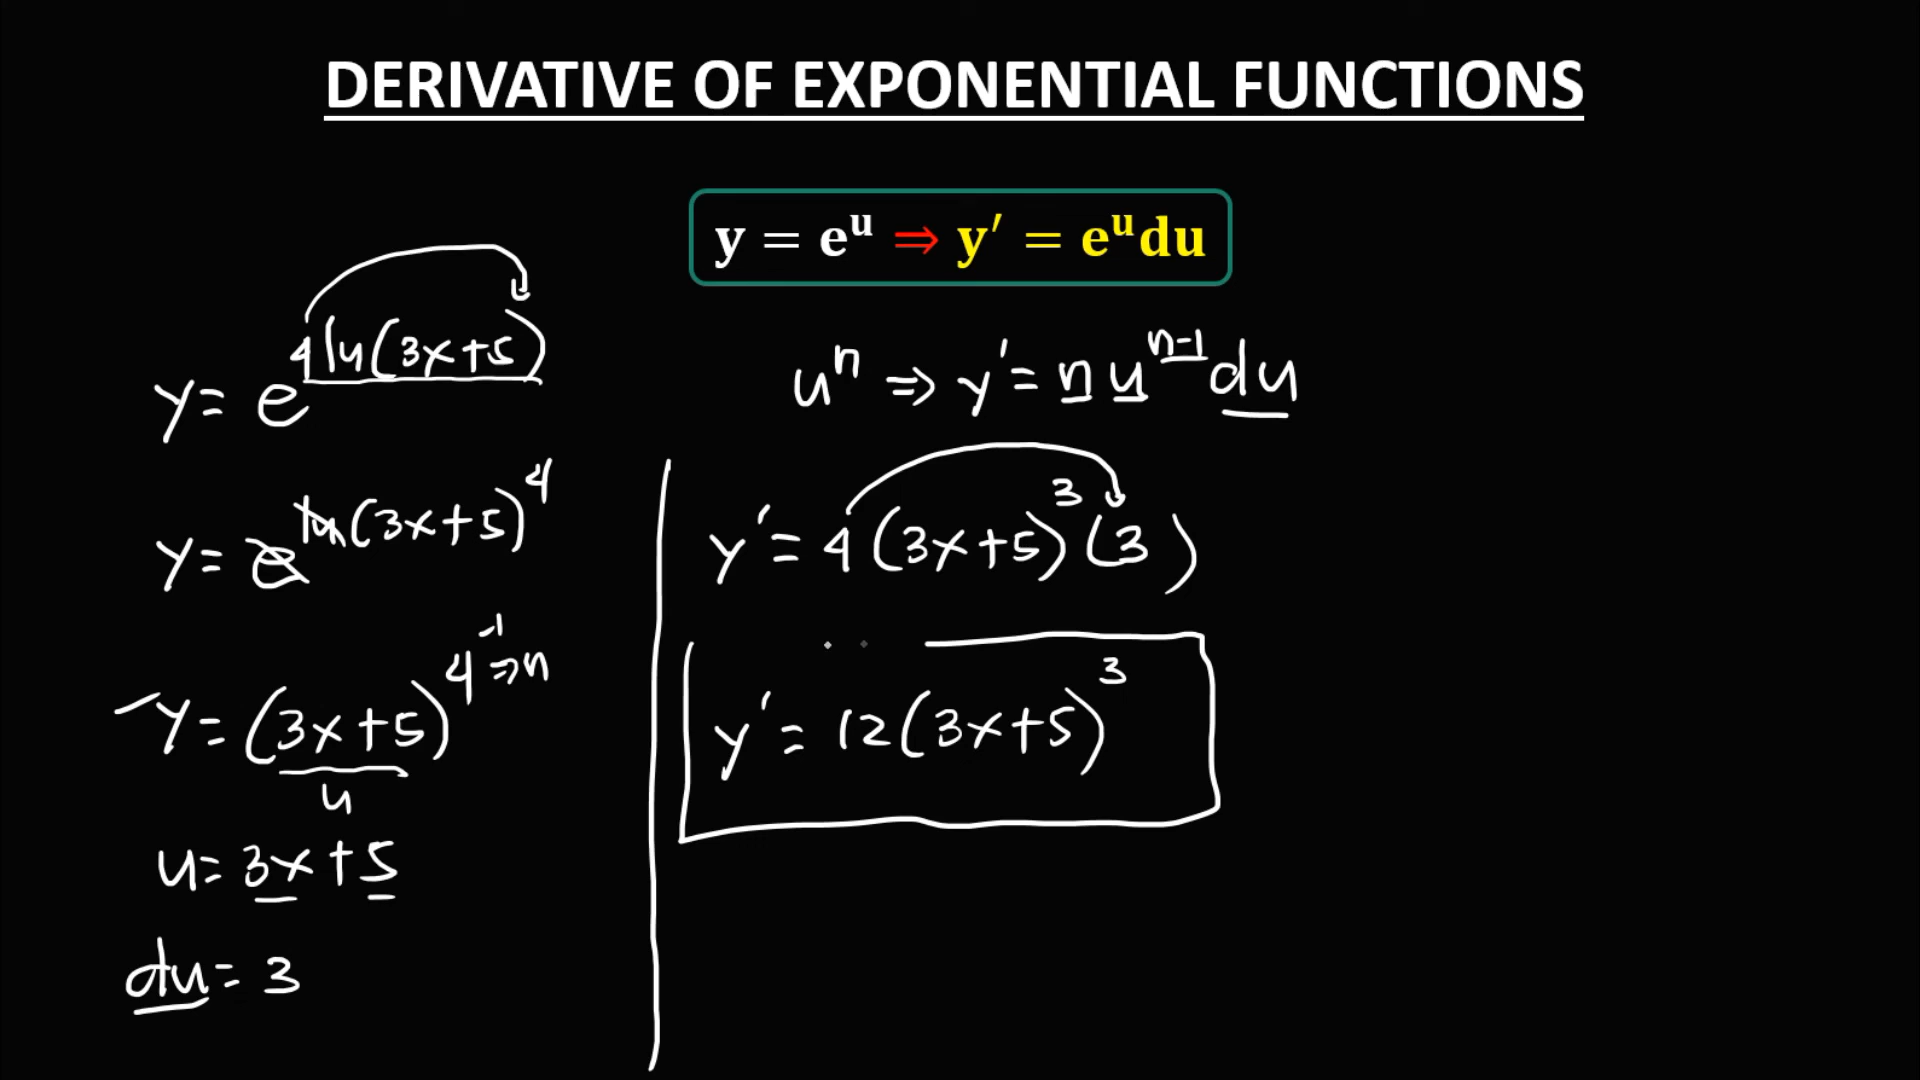 DERIVATIVE OF EXPONENTIAL FUNCTIONS
y = e^u ⇒ y′ = e^u du
y = e^{4 ln(3x+5)}
y = e^{ln(3x+5)^4}
y = (3x+5)^{4 -1 ⇒ n}
u
u = 3x + 5
du = 3
u^n ⇒ y′ = n u^{n-1} du
y′ = 4(3x+5)^3 (3)
y′ = 12(3x+5)^3